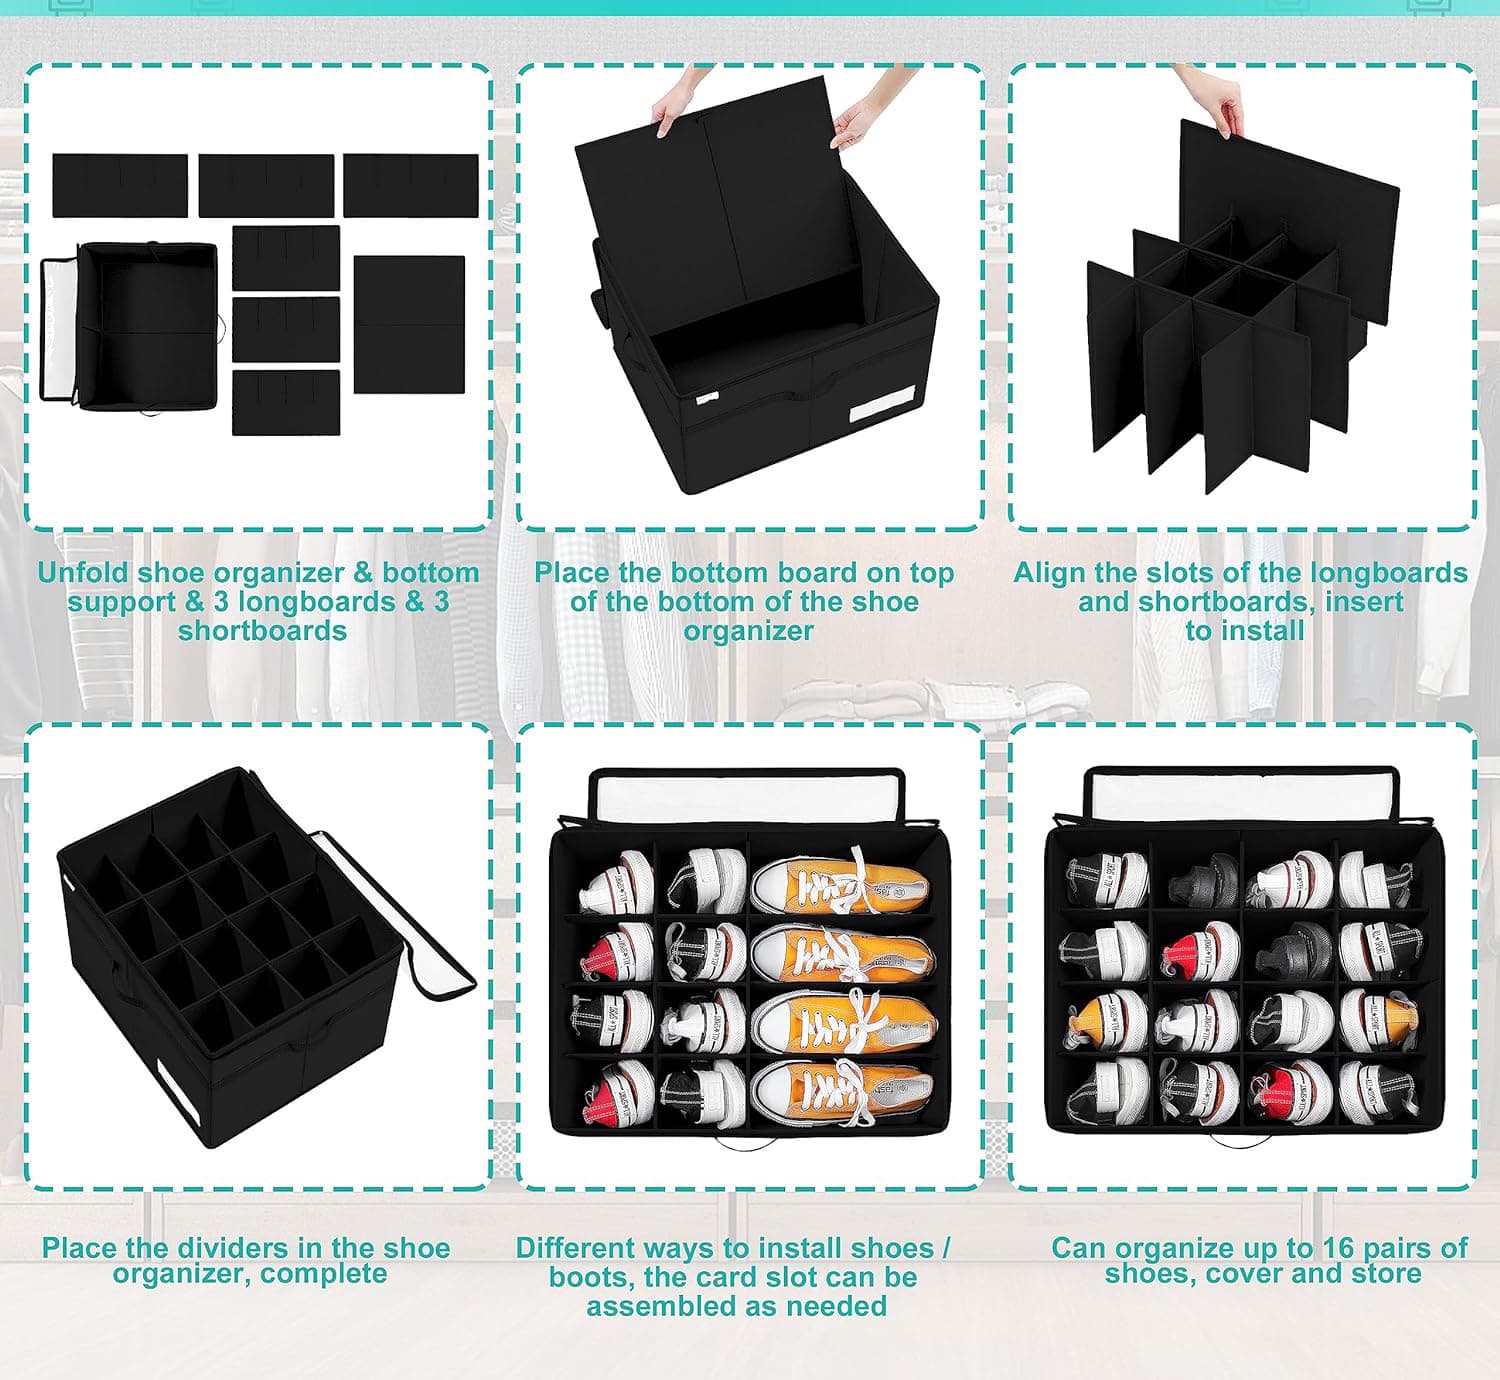 Unfold shoe organizer & bottom
support & 3 longboards & 3
shortboards
Place the bottom board on top
of the bottom of the shoe
organizer
Align the slots of the longboards
and shortboards, insert
to install
Place the dividers in the shoe
organizer, complete
Different ways to install shoes /
boots, the card slot can be
assembled as needed
Can organize up to 16 pairs of
shoes, cover and store